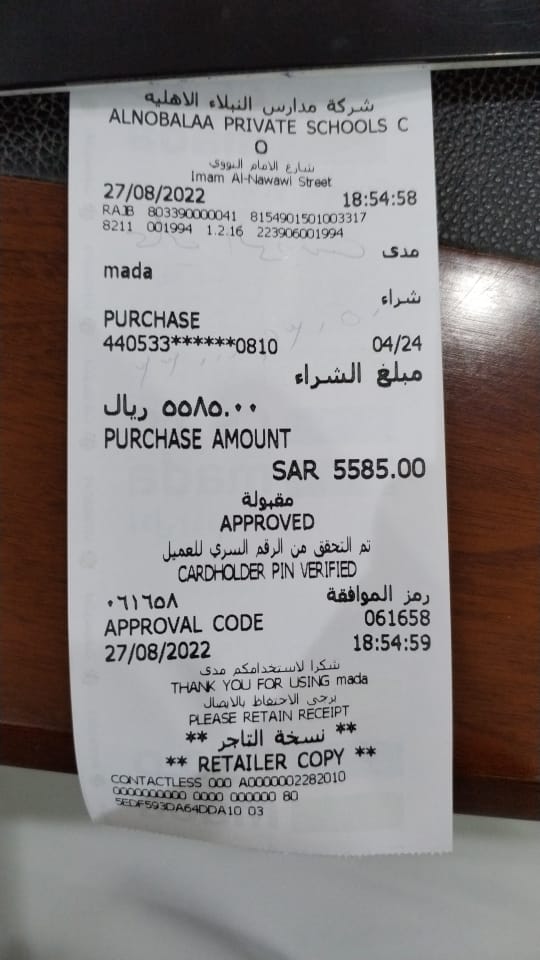 شركة مدارس النبلاء الاهليه
ALNOBALAA PRIVATE SCHOOLS C
O
شارع الامام النووي
Imam Al-Nawawi Street
27/08/2022 18:54:58
RAJB 803390000041 8154901501003317
8211 001994 1.2.16 223906001994
مدى
mada
شراء
PURCHASE
440533******0810 04/24
مبلغ الشراء
٥٥٨٥.٠٠ ريال
PURCHASE AMOUNT
SAR 5585.00
مقبولة
APPROVED
تم التحقق من الرقم السري للعميل
CARDHOLDER PIN VERIFIED
رمز الموافقة ٠٦١٦٥٨
APPROVAL CODE 061658
27/08/2022 18:54:59
شكرا لاستخدامكم مدى
THANK YOU FOR USING mada
يرجى الاحتفاظ بالايصال
PLEASE RETAIN RECEIPT
** نسخة التاجر **
** RETAILER COPY **
CONTACTLESS 000 A0000002282010
0000000000 0000 000000 80
5EDF593DA64DDA10 03